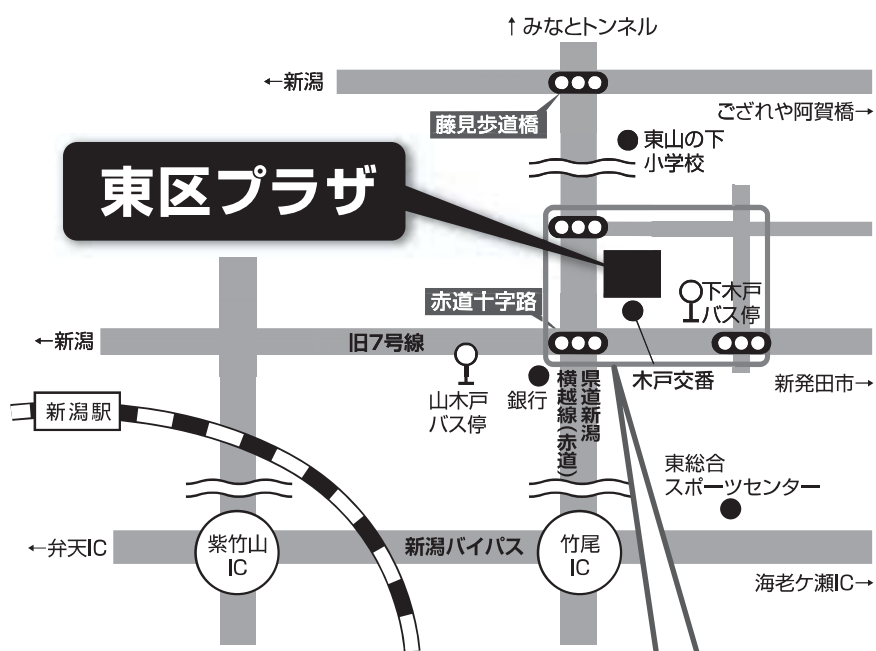 ↑みなとトンネル
←新潟
ござれや阿賀橋→
藤見歩道橋
東山の下
小学校
東区プラザ
赤道十字路
下木戸
バス停
←新潟
旧7号線
山木戸
バス停
銀行
県道新潟
横越線(赤道)
木戸交番
新発田市→
新潟駅
東総合
スポーツセンター
←弁天IC
紫竹山
IC
新潟バイパス
竹尾
IC
海老ケ瀬IC→